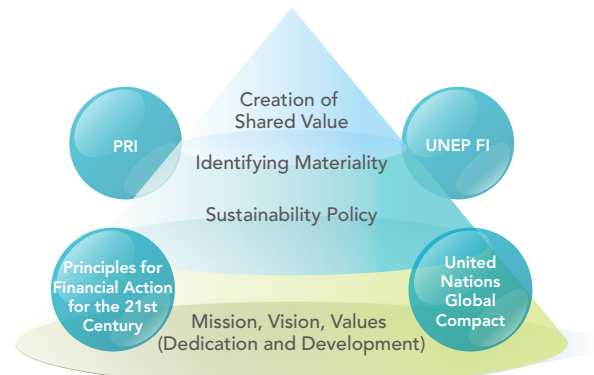 Creation of
Shared Value
PRI
UNEP FI
Identifying Materiality
Sustainability Policy
Principles for
Financial Action
for the 21st
Century
United
Nations
Global
Compact
Mission, Vision, Values
(Dedication and Development)